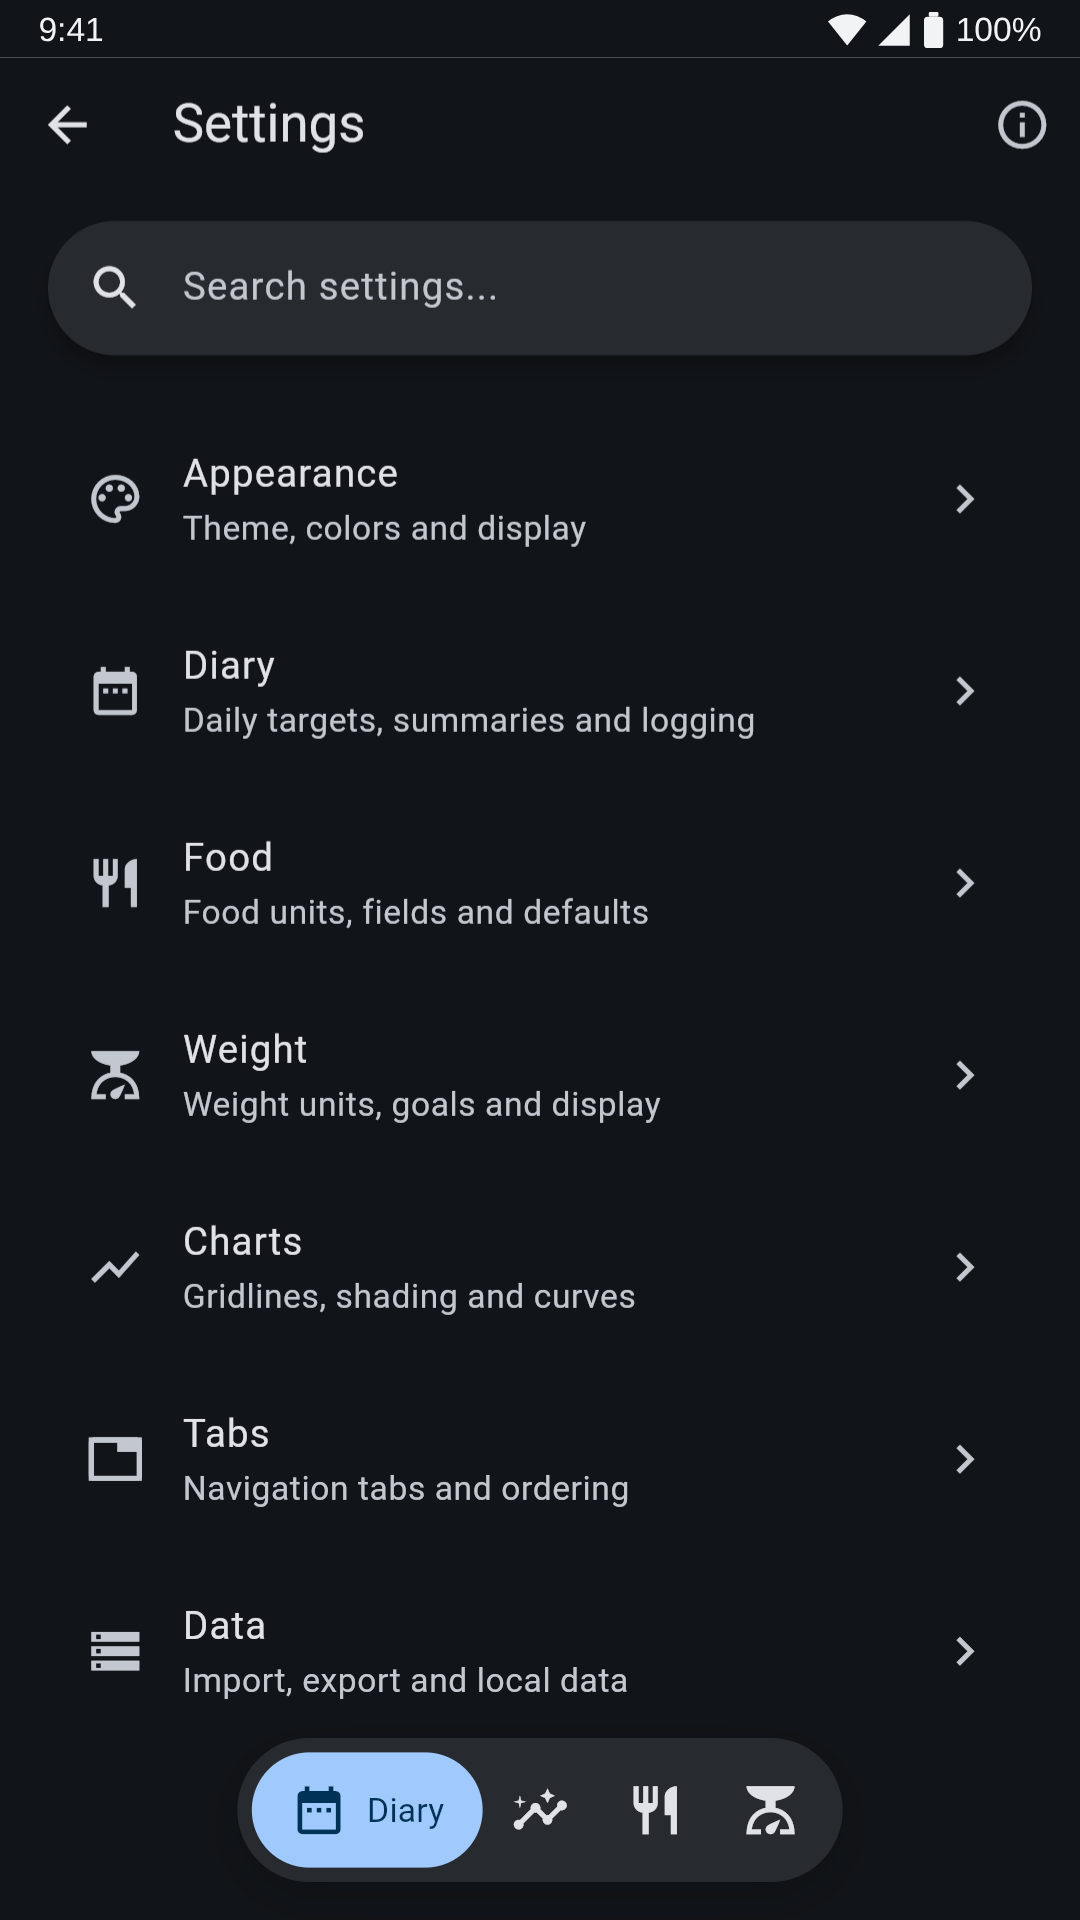 9:41
100%
Settings
Search settings...
Appearance
Theme, colors and display
Diary
Daily targets, summaries and logging
Food
Food units, fields and defaults
Weight
Weight units, goals and display
Charts
Gridlines, shading and curves
Tabs
Navigation tabs and ordering
Data
Import, export and local data
Diary